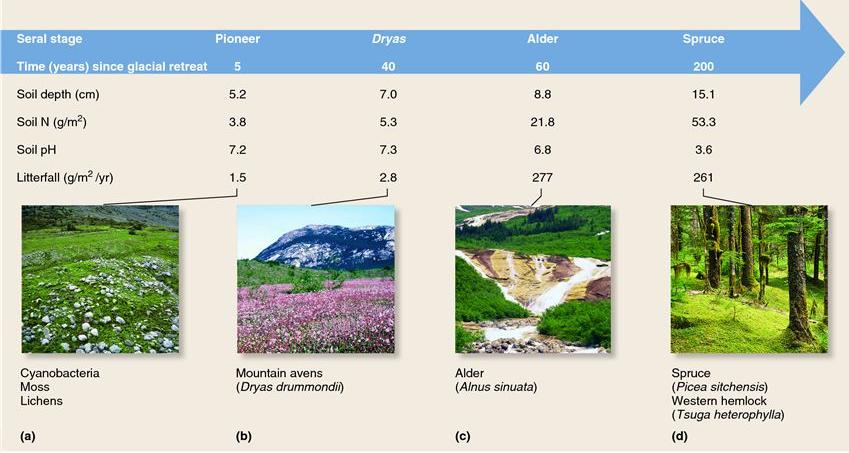 Seral stage Pioneer Dryas Alder Spruce
Time (years) since glacial retreat 5 40 60 200
Soil depth (cm) 5.2 7.0 8.8 15.1
Soil N (g/m²) 3.8 5.3 21.8 53.3
Soil pH 7.2 7.3 6.8 3.6
Litterfall (g/m²/yr) 1.5 2.8 277 261
Cyanobacteria
Moss
Lichens
(a)
Mountain avens
(Dryas drummondii)
(b)
Alder
(Alnus sinuata)
(c)
Spruce
(Picea sitchensis)
Western hemlock
(Tsuga heterophylla)
(d)